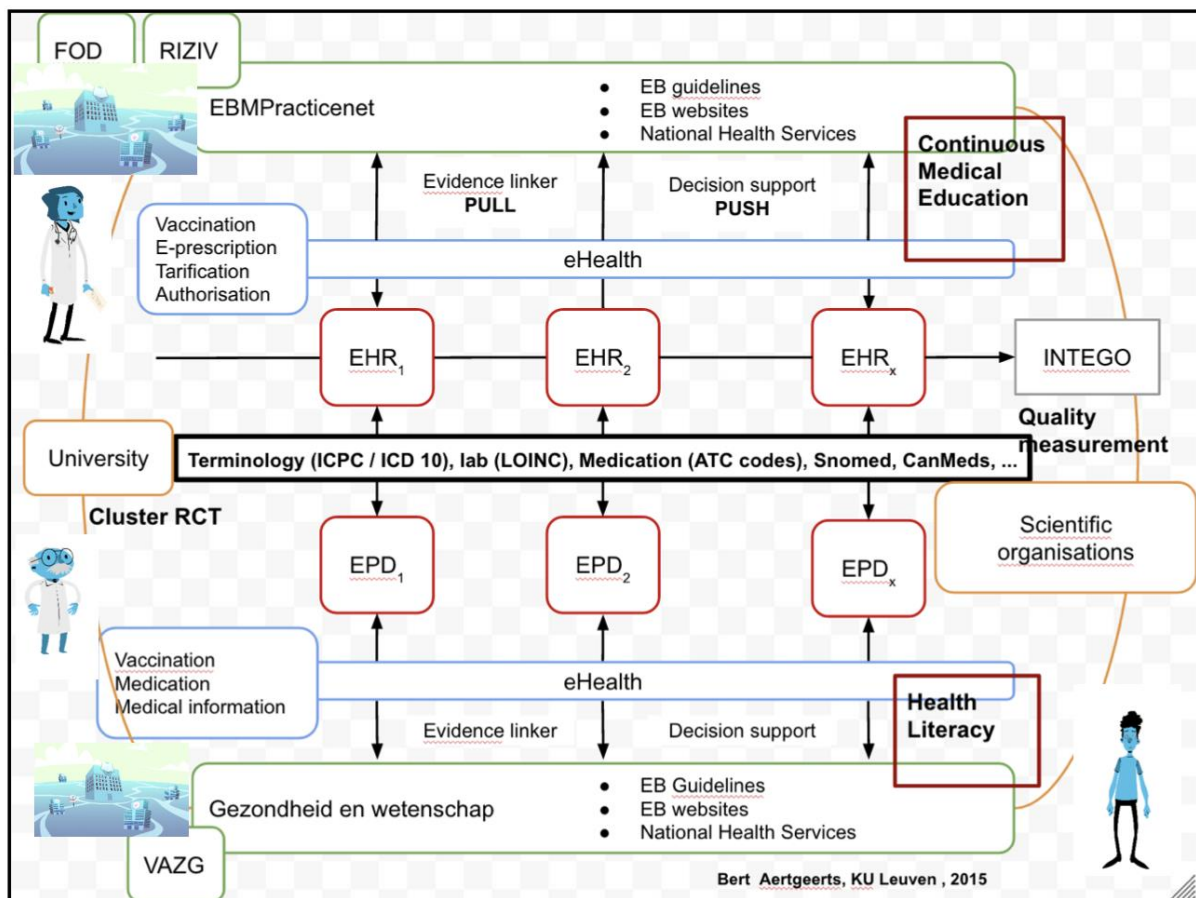 FOD
RIZIV
EBMPracticenet
● EB guidelines
● EB websites
● National Health Services
Continuous
Medical
Education
Evidence linker
PULL
Decision support
PUSH
Vaccination
E-prescription
Tarification
Authorisation
eHealth
EHR1
EHR2
EHRx
INTEGO
Quality
measurement
University
Terminology (ICPC / ICD 10), lab (LOINC), Medication (ATC codes), Snomed, CanMeds, ...
Cluster RCT
Scientific
organisations
EPD1
EPD2
EPDx
Vaccination
Medication
Medical information
eHealth
Health
Literacy
Evidence linker
Decision support
Gezondheid en wetenschap
● EB Guidelines
● EB websites
● National Health Services
VAZG
Bert Aertgeerts, KU Leuven , 2015